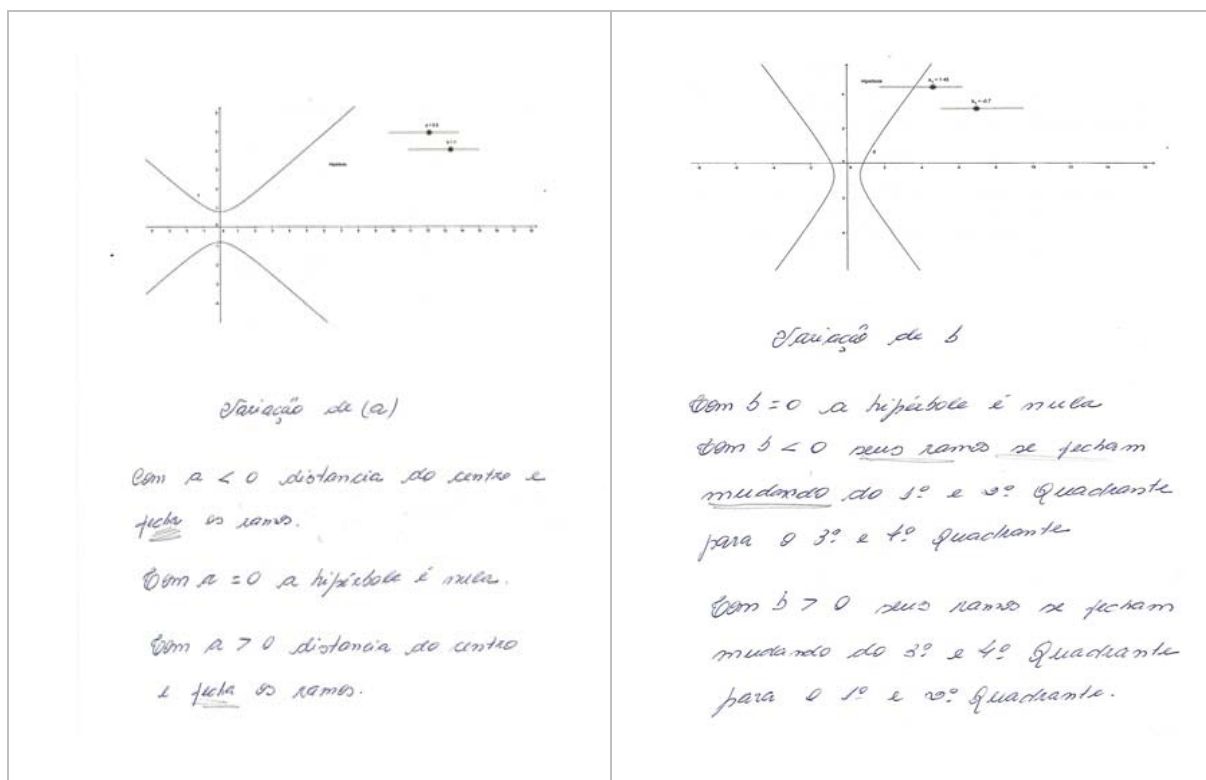 Hipérbole
a = 0.8
Variação de (a)
Com a < 0 distancia do centro e
fecha os ramos.
Com a = 0 a hipérbole é nula.
Com a > 0 distancia do centro
e fecha os ramos.
Hipérbole
Variação de b
Com b = 0 a hipérbole é nula
Com b < 0 seus ramos se fecham
mudando do 1º e 2º Quadrante
para o 3º e 4º Quadrante
Com b > 0 seus ramos se fecham
mudando do 3º e 4º Quadrante
para o 1º e 2º Quadrante.